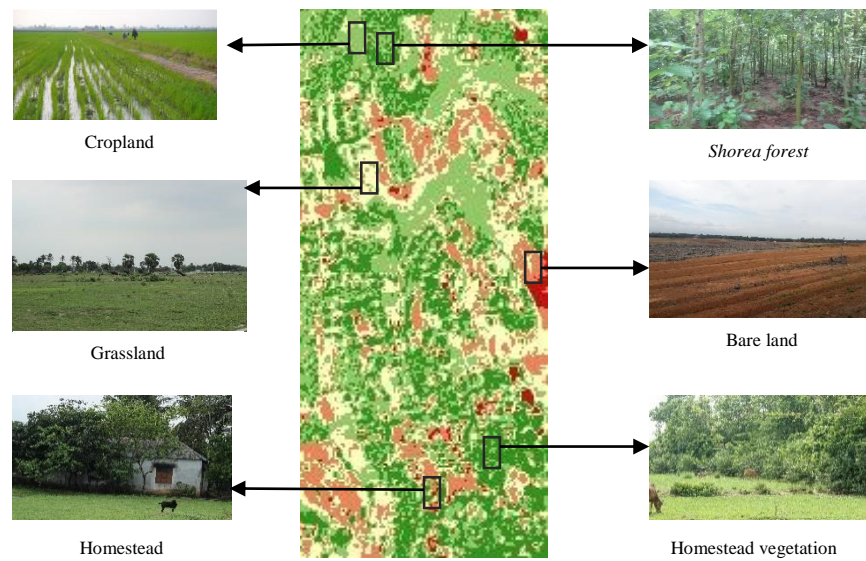 Cropland
Shorea forest
Grassland
Bare land
Homestead
Homestead vegetation